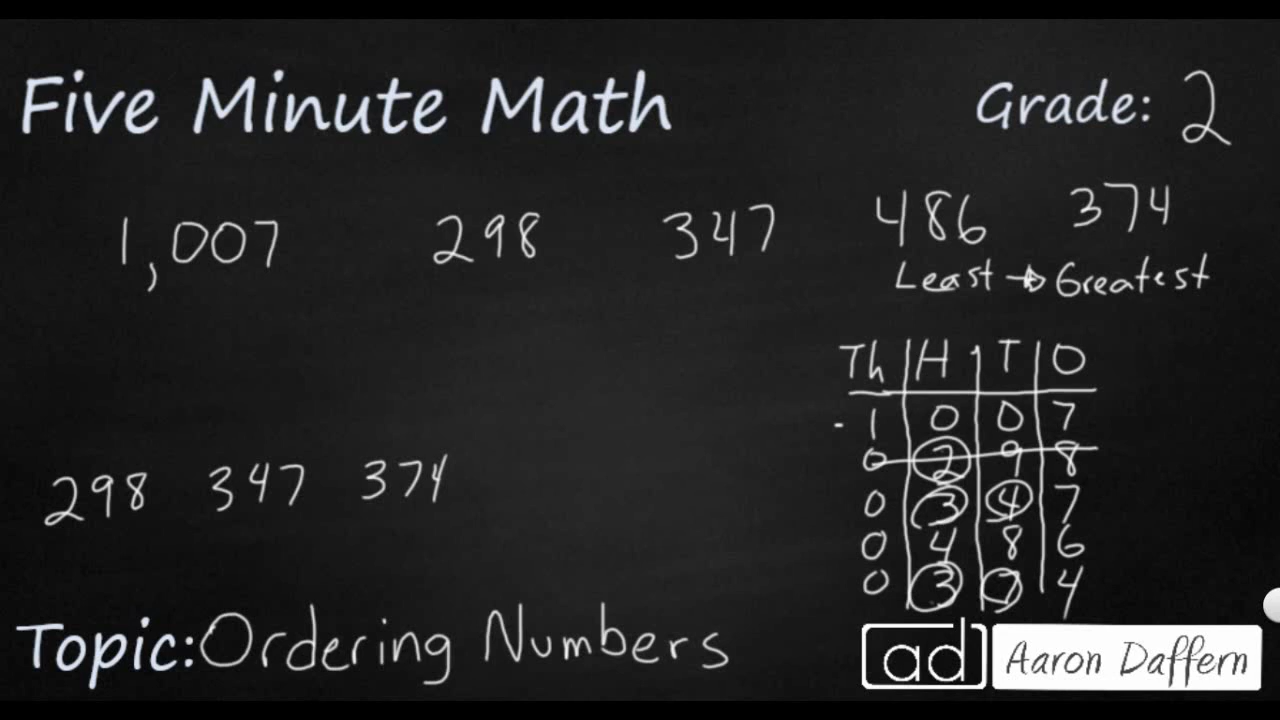 Five Minute Math Grade: 2
1,007 298 347 486 374
Least → Greatest
Th H T O
1 0 0 7
0 2 9 8
0 3 4 7
0 4 8 6
0 3 7 4
298 347 374
Topic: Ordering Numbers
ad Aaron Daffern